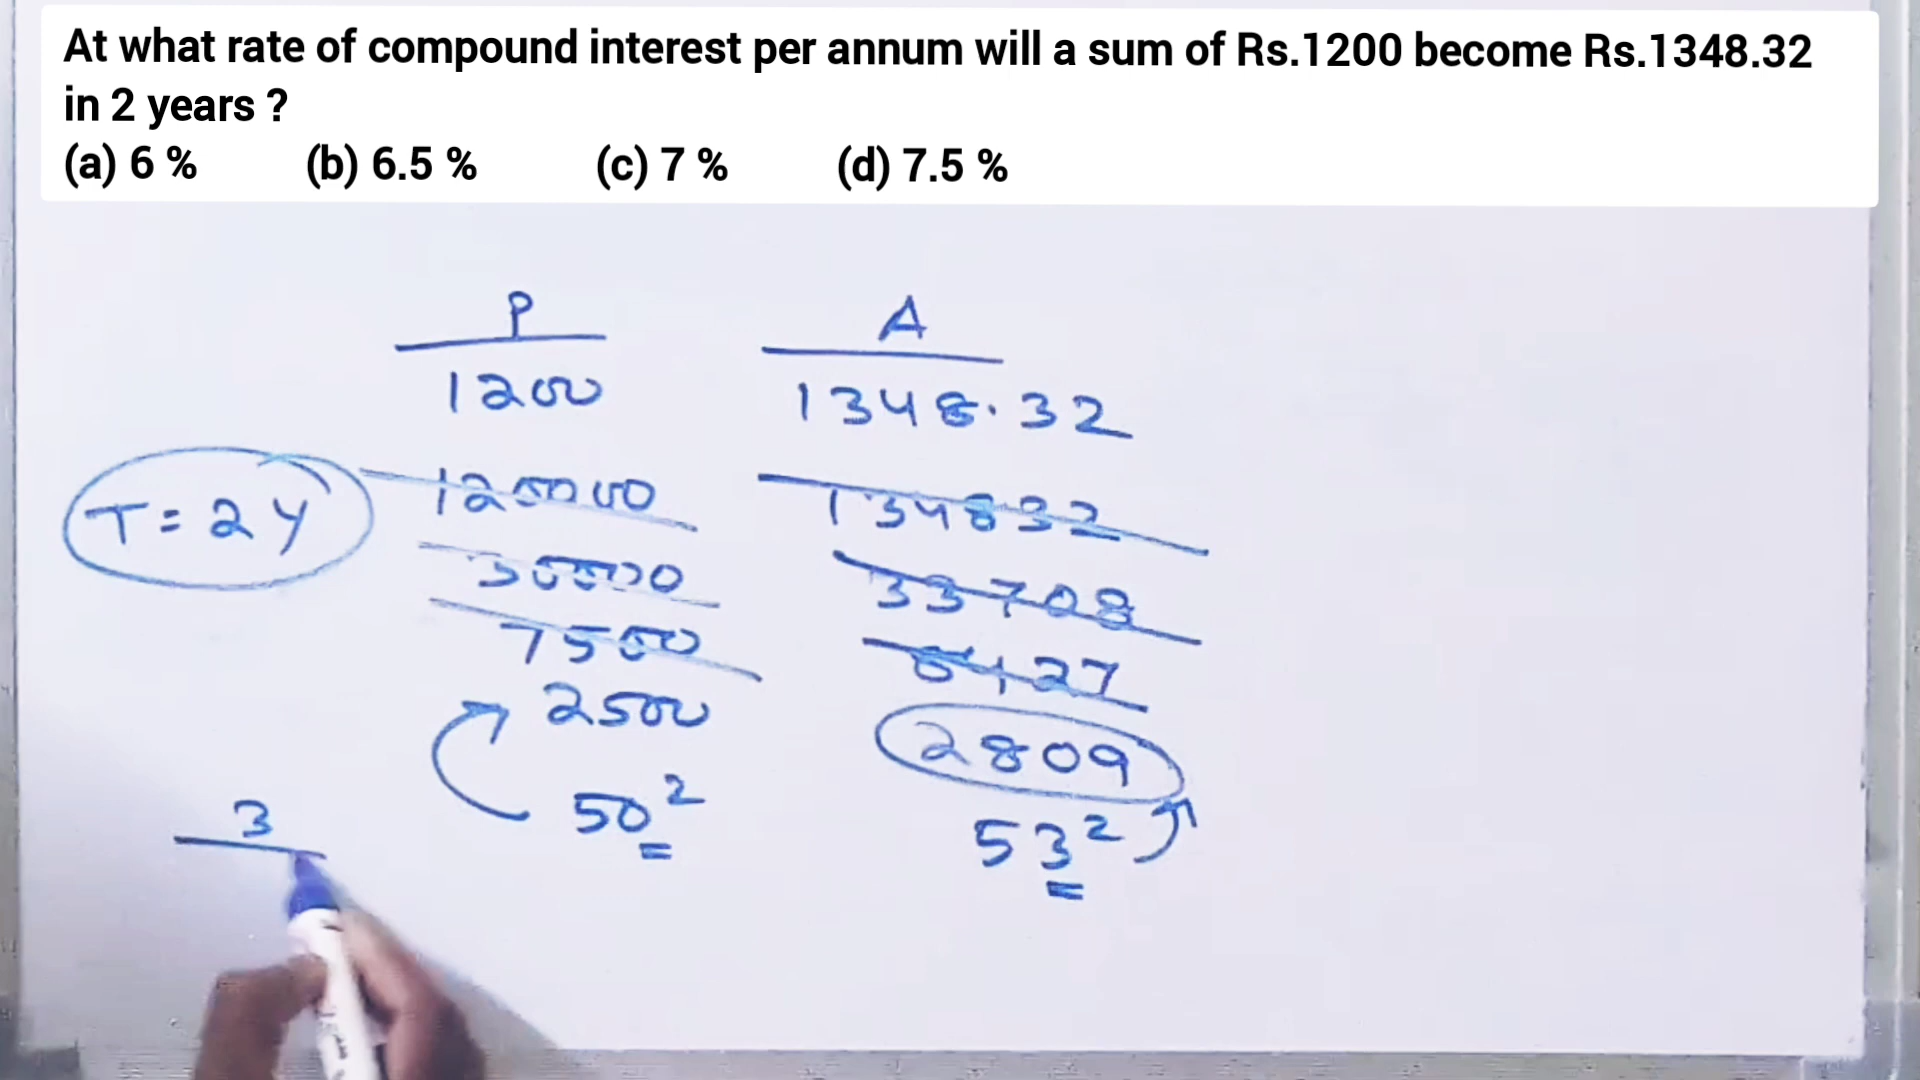 At what rate of compound interest per annum will a sum of Rs.1200 become Rs.1348.32
in 2 years ?
(a) 6 % (b) 6.5 % (c) 7 % (d) 7.5 %
P A
1200 1348.32
T = 2Y 120000 134832
30000 33708
7500 8427
2500 2809
50² 53²
3